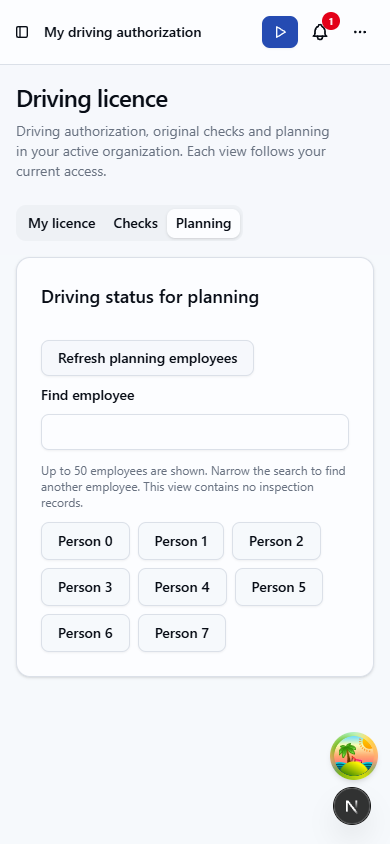 My driving authorization
1
Driving licence
Driving authorization, original checks and planning
in your active organization. Each view follows your
current access.
My licence Checks Planning
Driving status for planning
Refresh planning employees
Find employee
Up to 50 employees are shown. Narrow the search to find
another employee. This view contains no inspection
records.
Person 0 Person 1 Person 2
Person 3 Person 4 Person 5
Person 6 Person 7
N